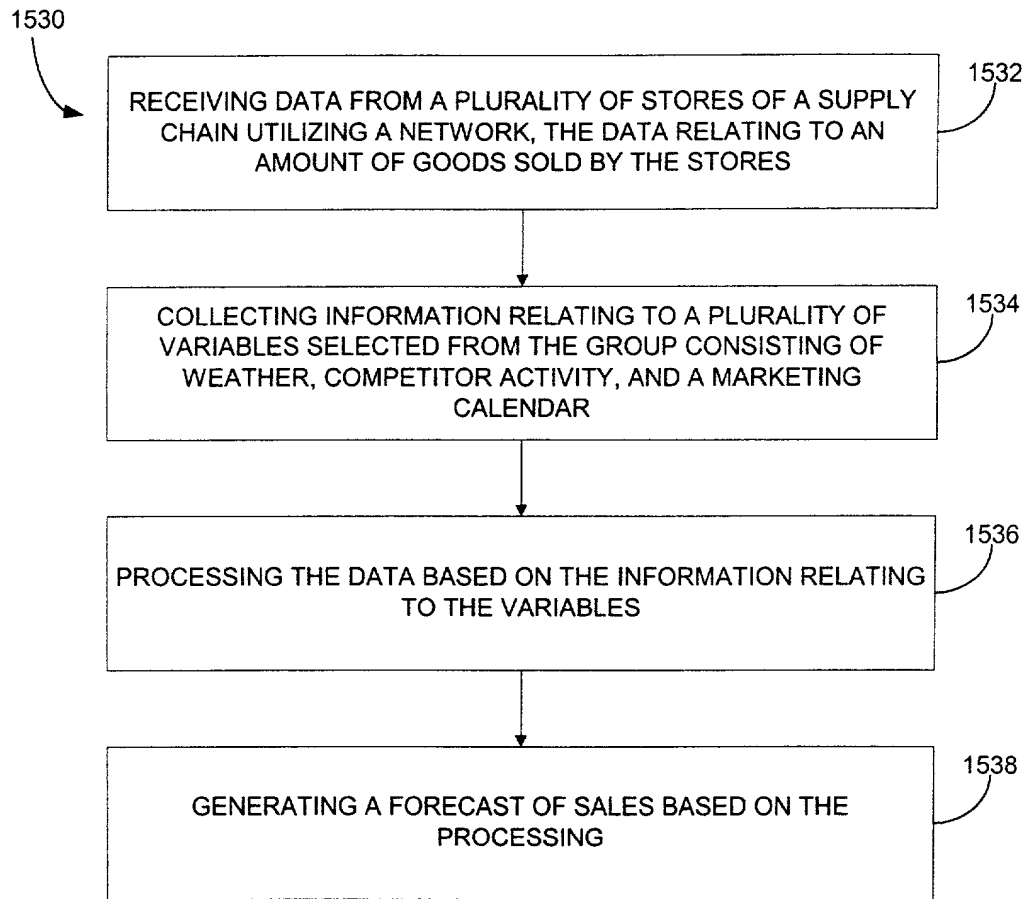 1530
1532
RECEIVING DATA FROM A PLURALITY OF STORES OF A SUPPLY
CHAIN UTILIZING A NETWORK, THE DATA RELATING TO AN
AMOUNT OF GOODS SOLD BY THE STORES
1534
COLLECTING INFORMATION RELATING TO A PLURALITY OF
VARIABLES SELECTED FROM THE GROUP CONSISTING OF
WEATHER, COMPETITOR ACTIVITY, AND A MARKETING
CALENDAR
1536
PROCESSING THE DATA BASED ON THE INFORMATION RELATING
TO THE VARIABLES
1538
GENERATING A FORECAST OF SALES BASED ON THE
PROCESSING